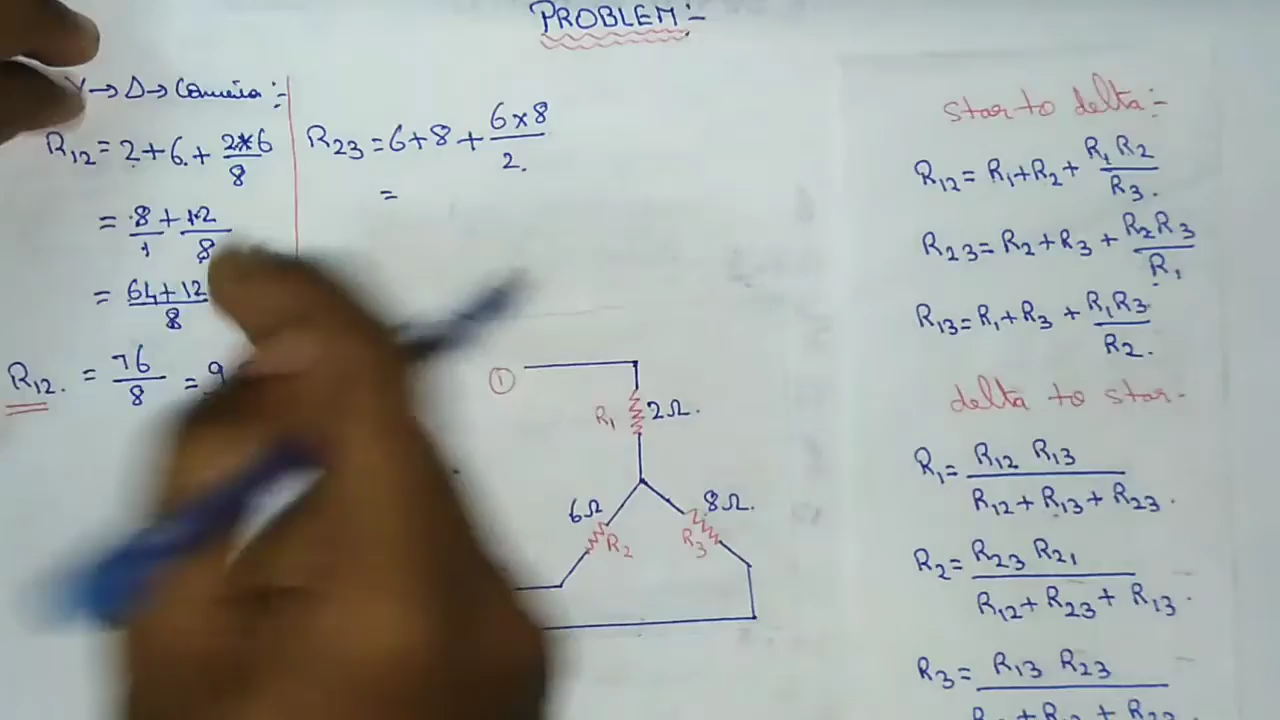 PROBLEM:-
Y→Δ→
R12 = 2+6+ 2*6/8
= 8/1 + 12/8
= 64+12/8
R12. = 76/8 = 9
R23 = 6+8+ 6×8/2.
=
①
R1 2Ω.
6Ω 8Ω.
R2 R3
star to delta:-
R12 = R1+R2+ R1 R2/R3.
R23 = R2+R3 + R2R3/R1
R13 = R1+R3 + R1R3/R2.
delta to star-
R1 = R12 R13/R12+R13+R23.
R2 = R23 R21/R12+R23+R13.
R3 = R13 R23